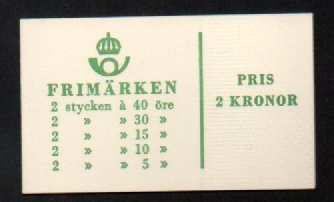 FRIMÄRKEN
2 stycken à 40 öre
2 » » 30 »
2 » » 15 »
2 » » 10 »
2 » » 5 »
PRIS
2 KRONOR